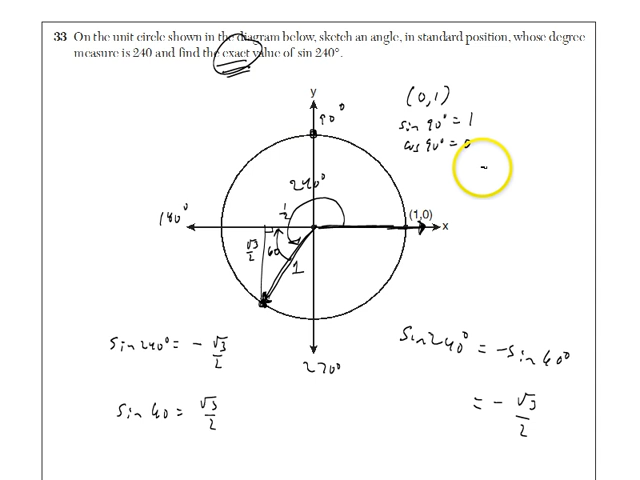 33 On the unit circle shown in the diagram below, sketch an angle, in standard position, whose degree
measure is 240 and find the exact value of sin 240°.
y
90°
(0,1)
sin 90° = 1
cos 90° = 0
240°
1/2
180°
(1,0)
x
√3/2
60
1
270°
sin 240° = - √3/2
sin 60 = √3/2
sin 240° = -sin 60°
= - √3/2